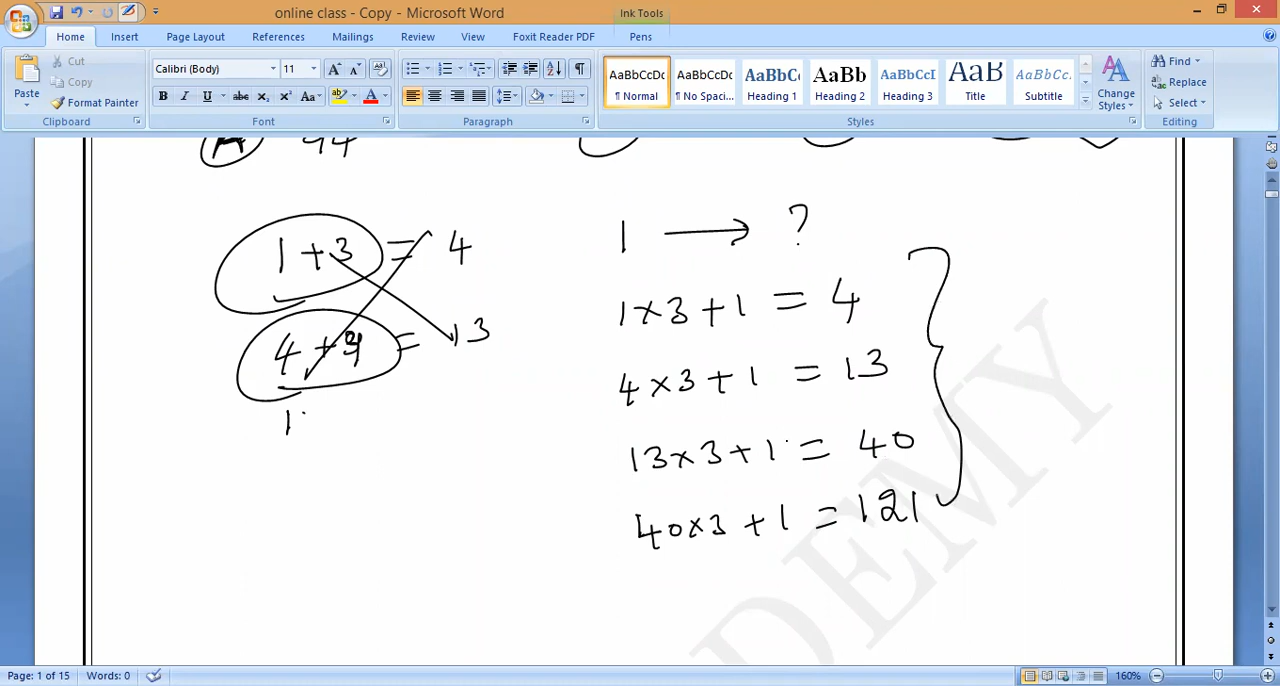 online class - Copy - Microsoft Word
Ink Tools
Home Insert Page Layout References Mailings Review View Foxit Reader PDF Pens
Paste
Cut
Copy
Format Painter
Clipboard
Calibri (Body) 11
Font
Paragraph
AaBbCcDc AaBbCcDc AaBbC( AaBb AaBbCcI AaB AaBbCc.
¶ Normal ¶ No Spaci... Heading 1 Heading 2 Heading 3 Title Subtitle
Change Styles
Styles
Find
Replace
Select
Editing
A 94
1 → ?
1 + 3 = 4
1×3+1 = 4
4 + 9 = 13
4×3+1 = 13
1
13×3+1 = 40
40×3+1 = 121
DEMY
Page: 1 of 15 Words: 0 160%